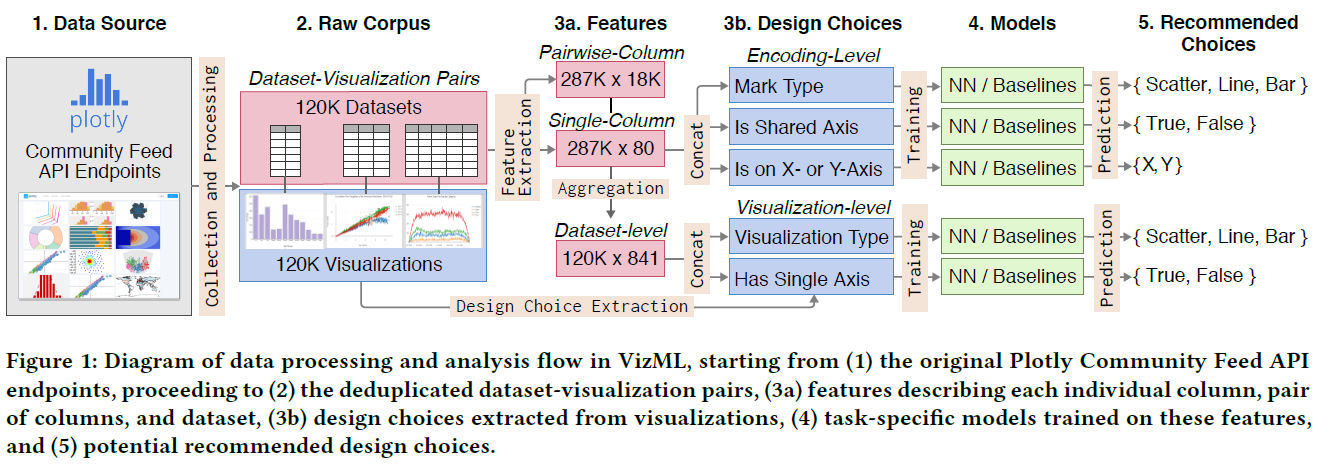 1. Data Source
2. Raw Corpus
3a. Features
3b. Design Choices
4. Models
5. Recommended
Choices
plotly
Community Feed
API Endpoints
Collection and Processing
Dataset-Visualization Pairs
120K Datasets
120K Visualizations
Feature
Extraction
Pairwise-Column
287K x 18K
Single-Column
287K x 80
Aggregation
Dataset-level
120K x 841
Concat
Concat
Design Choice Extraction
Encoding-Level
Mark Type
Is Shared Axis
Is on X- or Y-Axis
Visualization-level
Visualization Type
Has Single Axis
Training
Training
NN / Baselines
NN / Baselines
NN / Baselines
NN / Baselines
NN / Baselines
Prediction
Prediction
{ Scatter, Line, Bar }
{ True, False }
{X, Y}
{ Scatter, Line, Bar }
{ True, False }
Figure 1: Diagram of data processing and analysis flow in VizML, starting from (1) the original Plotly Community Feed API
endpoints, proceeding to (2) the deduplicated dataset-visualization pairs, (3a) features describing each individual column, pair
of columns, and dataset, (3b) design choices extracted from visualizations, (4) task-specific models trained on these features,
and (5) potential recommended design choices.